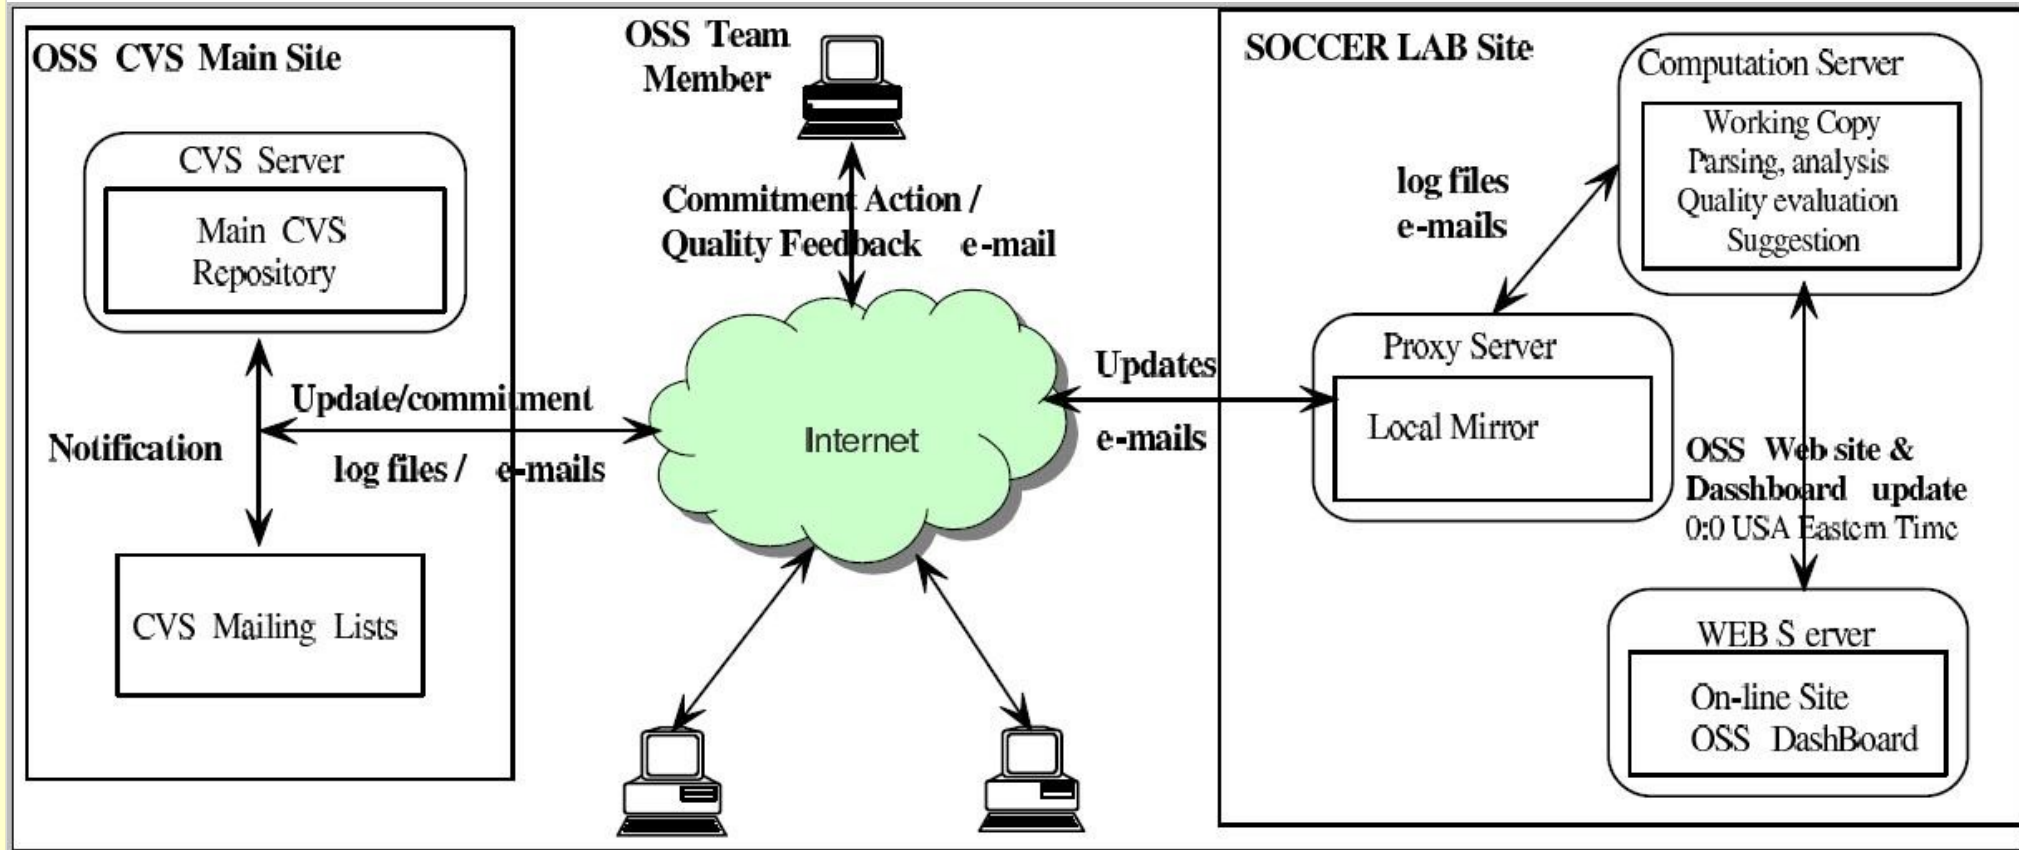 OSS CVS Main Site
CVS Server
Main CVS
Repository
Notification
Update/commitment
log files / e-mails
CVS Mailing Lists
OSS Team
Member
Commitment Action /
Quality Feedback e-mail
Internet
Updates
e-mails
SOCCER LAB Site
Computation Server
Working Copy
Parsing, analysis
Quality evaluation
Suggestion
log files
e-mails
Proxy Server
Local Mirror
OSS Web site &
Dasshboard update
0:0 USA Eastern Time
WEB S erver
On-line Site
OSS DashBoard